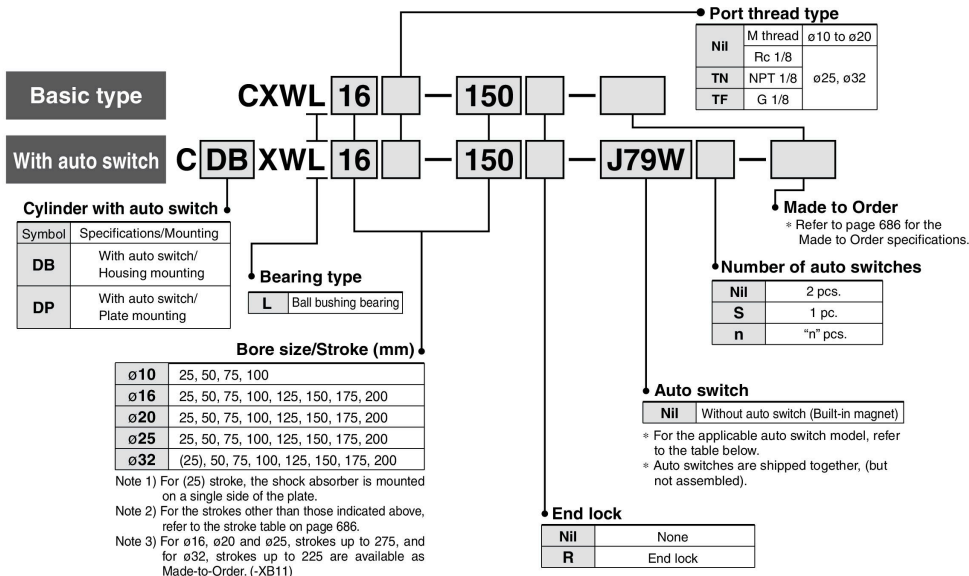 Port thread type
Nil M thread ø10 to ø20
Rc 1/8 ø25, ø32
TN NPT 1/8
TF G 1/8
Basic type CXWL 16 — 150 —
With auto switch C DB XWL 16 — 150 — J79W —
Cylinder with auto switch
Symbol Specifications/Mounting
DB With auto switch/
Housing mounting
DP With auto switch/
Plate mounting
Bearing type
L Ball bushing bearing
Made to Order
* Refer to page 686 for the
Made to Order specifications.
Number of auto switches
Nil 2 pcs.
S 1 pc.
n “n” pcs.
Bore size/Stroke (mm)
ø10 25, 50, 75, 100
ø16 25, 50, 75, 100, 125, 150, 175, 200
ø20 25, 50, 75, 100, 125, 150, 175, 200
ø25 25, 50, 75, 100, 125, 150, 175, 200
ø32 (25), 50, 75, 100, 125, 150, 175, 200
Note 1) For (25) stroke, the shock absorber is mounted
on a single side of the plate.
Note 2) For the strokes other than those indicated above,
refer to the stroke table on page 686.
Note 3) For ø16, ø20 and ø25, strokes up to 275, and
for ø32, strokes up to 225 are available as
Made-to-Order. (-XB11)
Auto switch
Nil Without auto switch (Built-in magnet)
* For the applicable auto switch model, refer
to the table below.
* Auto switches are shipped together, (but
not assembled).
End lock
Nil None
R End lock